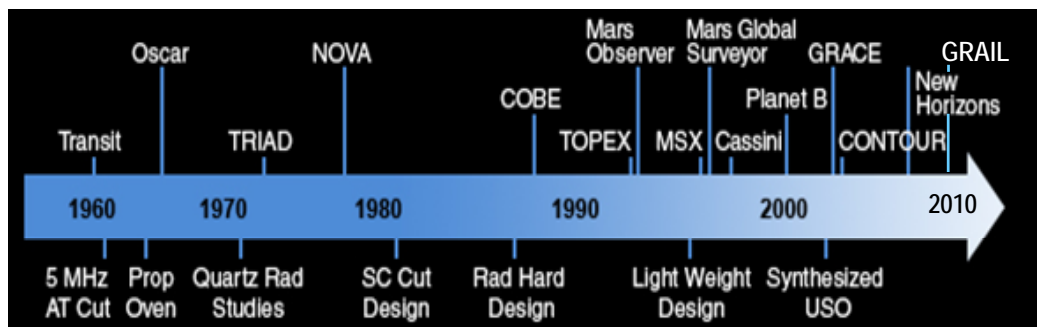 Mars Mars Global
Oscar NOVA Observer Surveyor GRACE GRAIL
New
COBE Planet B Horizons
Transit TRIAD TOPEX MSX Cassini CONTOUR
1960 1970 1980 1990 2000 2010
5 MHz Prop Quartz Rad SC Cut Rad Hard Light Weight Synthesized
AT Cut Oven Studies Design Design Design USO